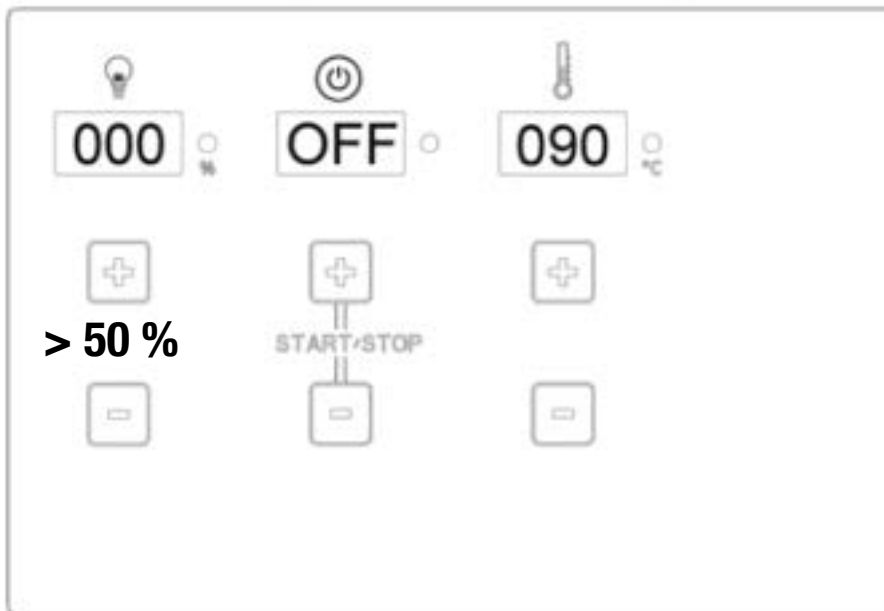 000 % OFF 090 °C
+ + +
> 50 % START/STOP
- - -